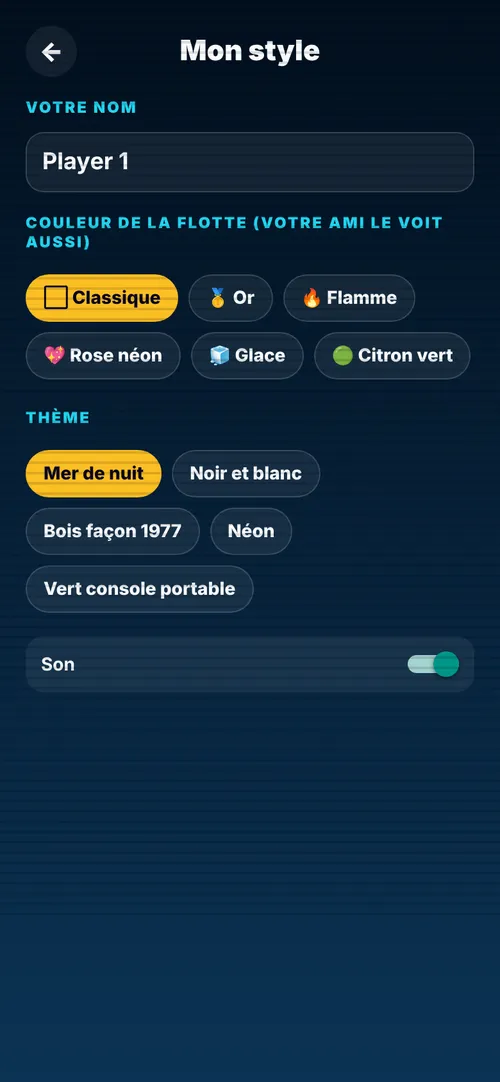 Mon style
VOTRE NOM
Player 1
COULEUR DE LA FLOTTE (VOTRE AMI LE VOIT
AUSSI)
Classique
🥇 Or
🔥 Flamme
💖 Rose néon
🧊 Glace
🟢 Citron vert
THÈME
Mer de nuit
Noir et blanc
Bois façon 1977
Néon
Vert console portable
Son